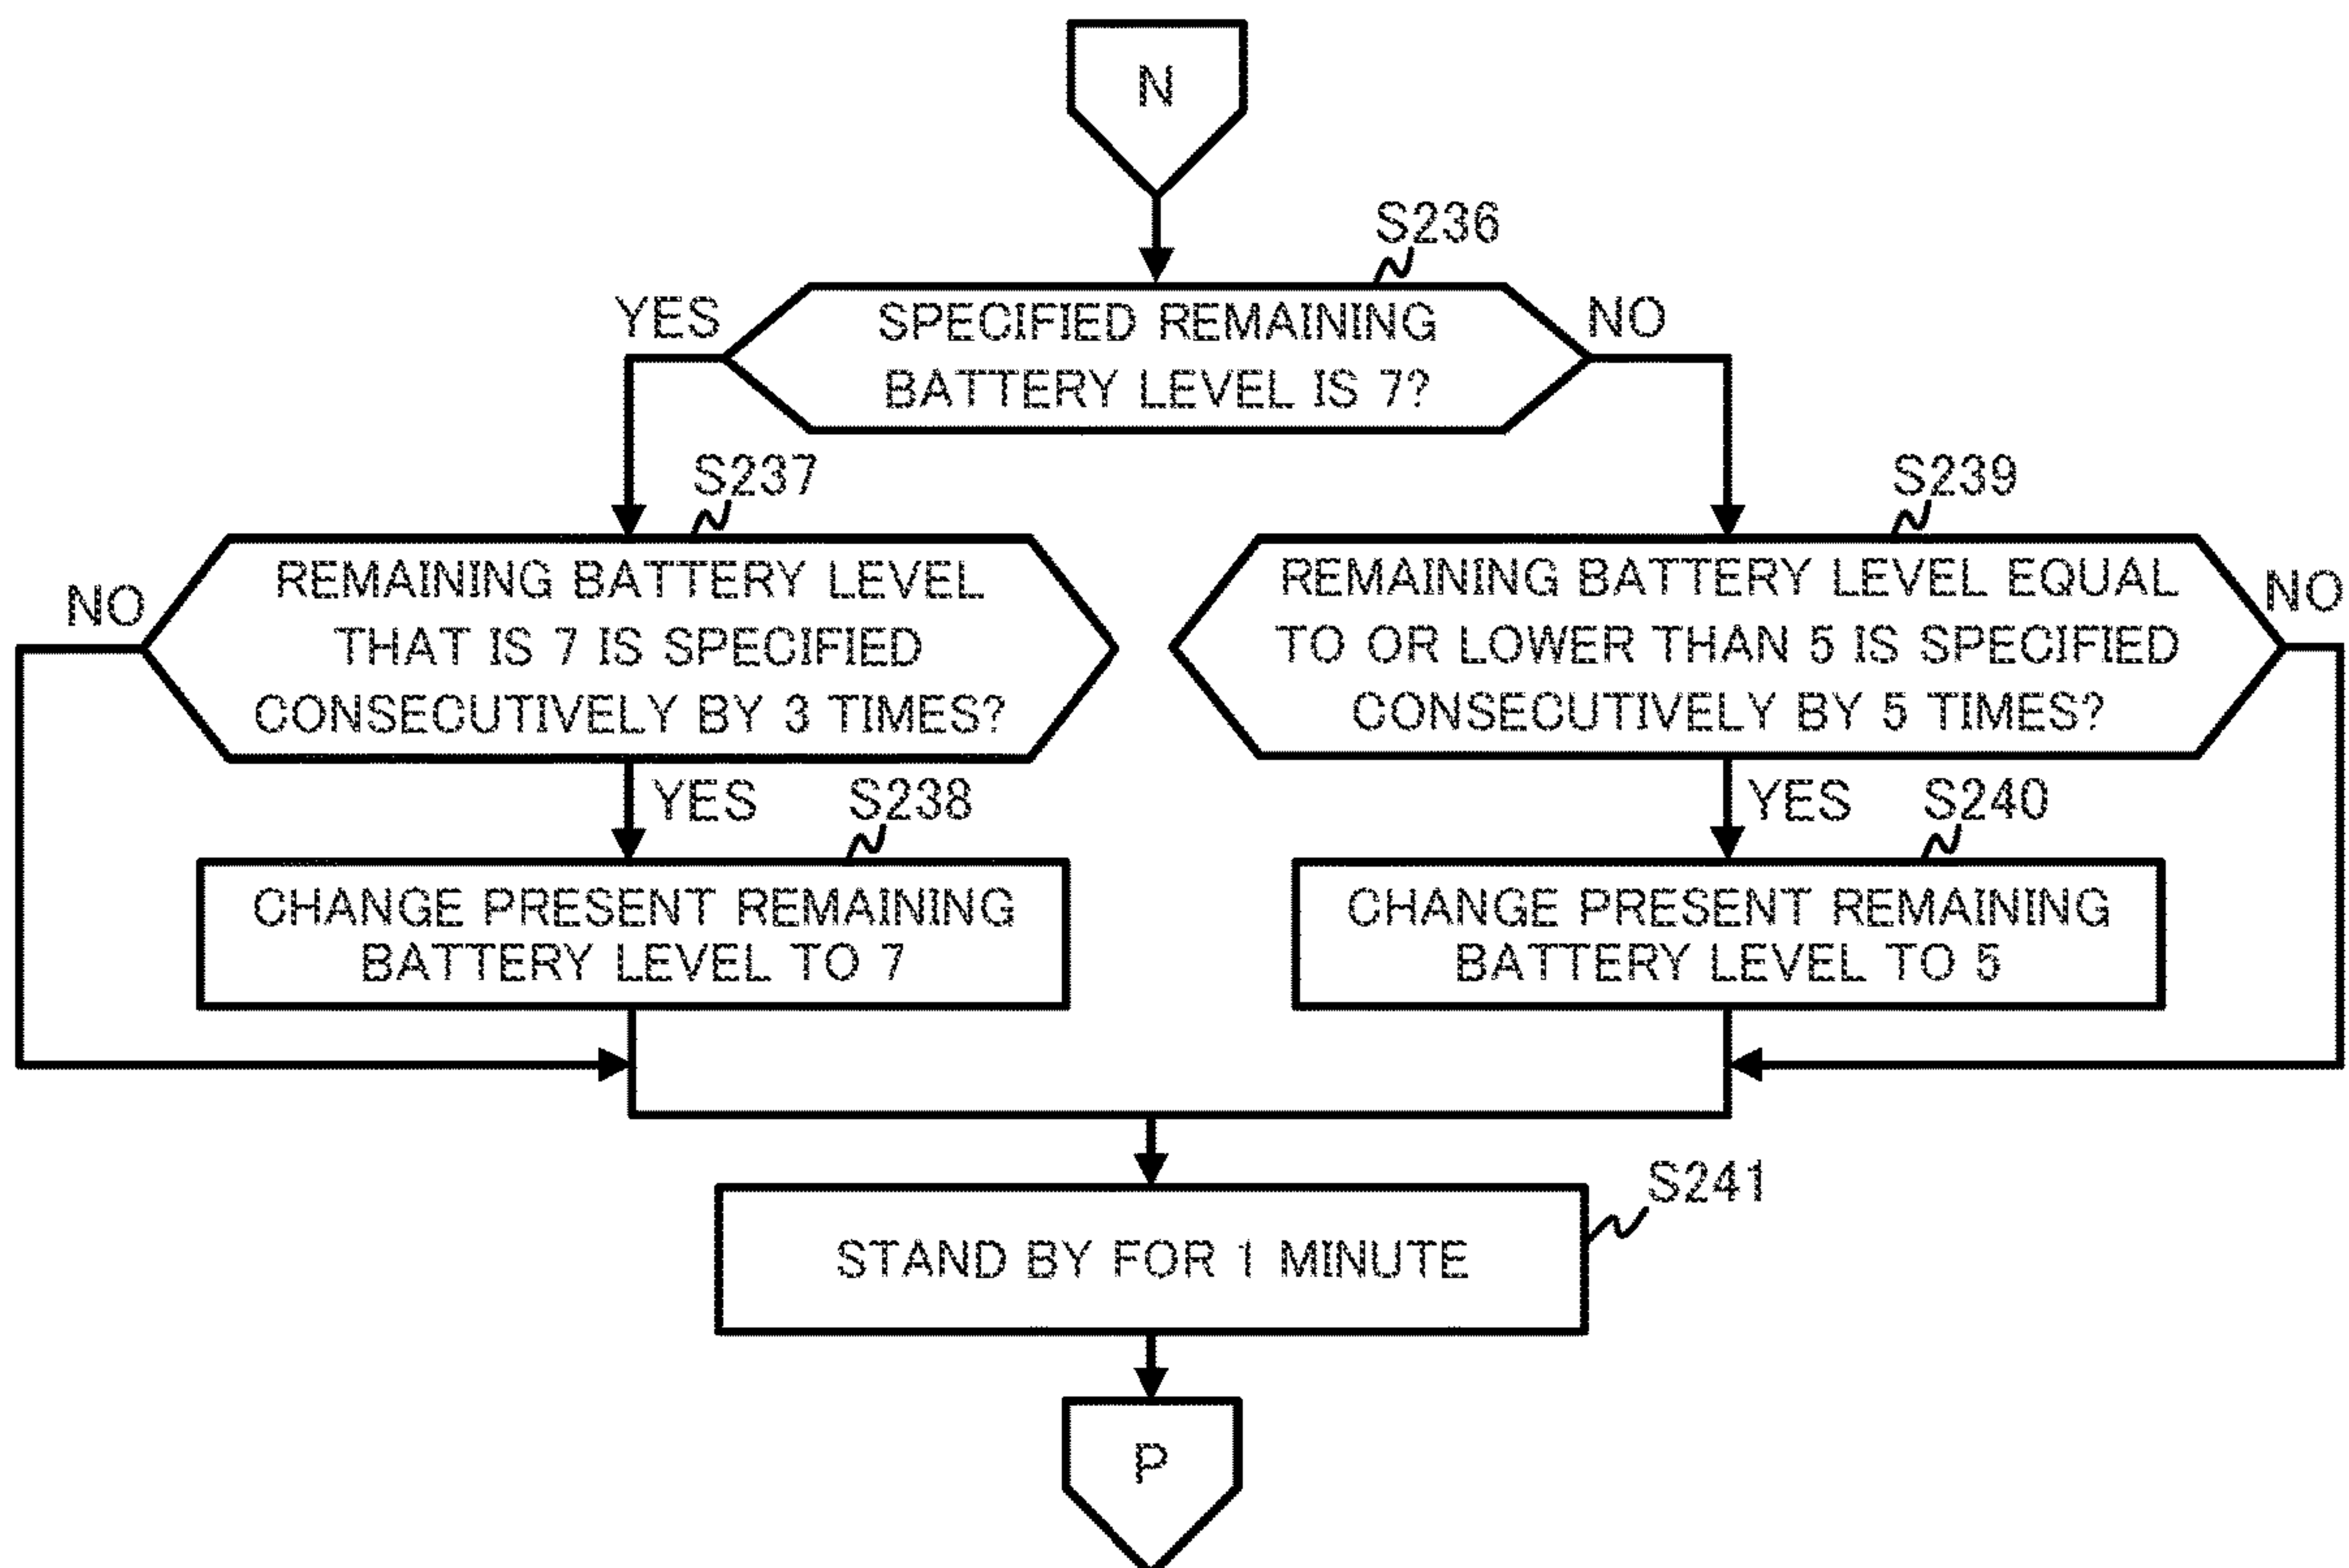 N
S236
YES
NO
SPECIFIED REMAINING
BATTERY LEVEL IS 7?
S237
NO
REMAINING BATTERY LEVEL
THAT IS 7 IS SPECIFIED
CONSECUTIVELY BY 3 TIMES?
S239
REMAINING BATTERY LEVEL EQUAL
TO OR LOWER THAN 5 IS SPECIFIED
CONSECUTIVELY BY 5 TIMES?
NO
YES
S238
CHANGE PRESENT REMAINING
BATTERY LEVEL TO 7
YES
S240
CHANGE PRESENT REMAINING
BATTERY LEVEL TO 5
S241
STAND BY FOR 1 MINUTE
P